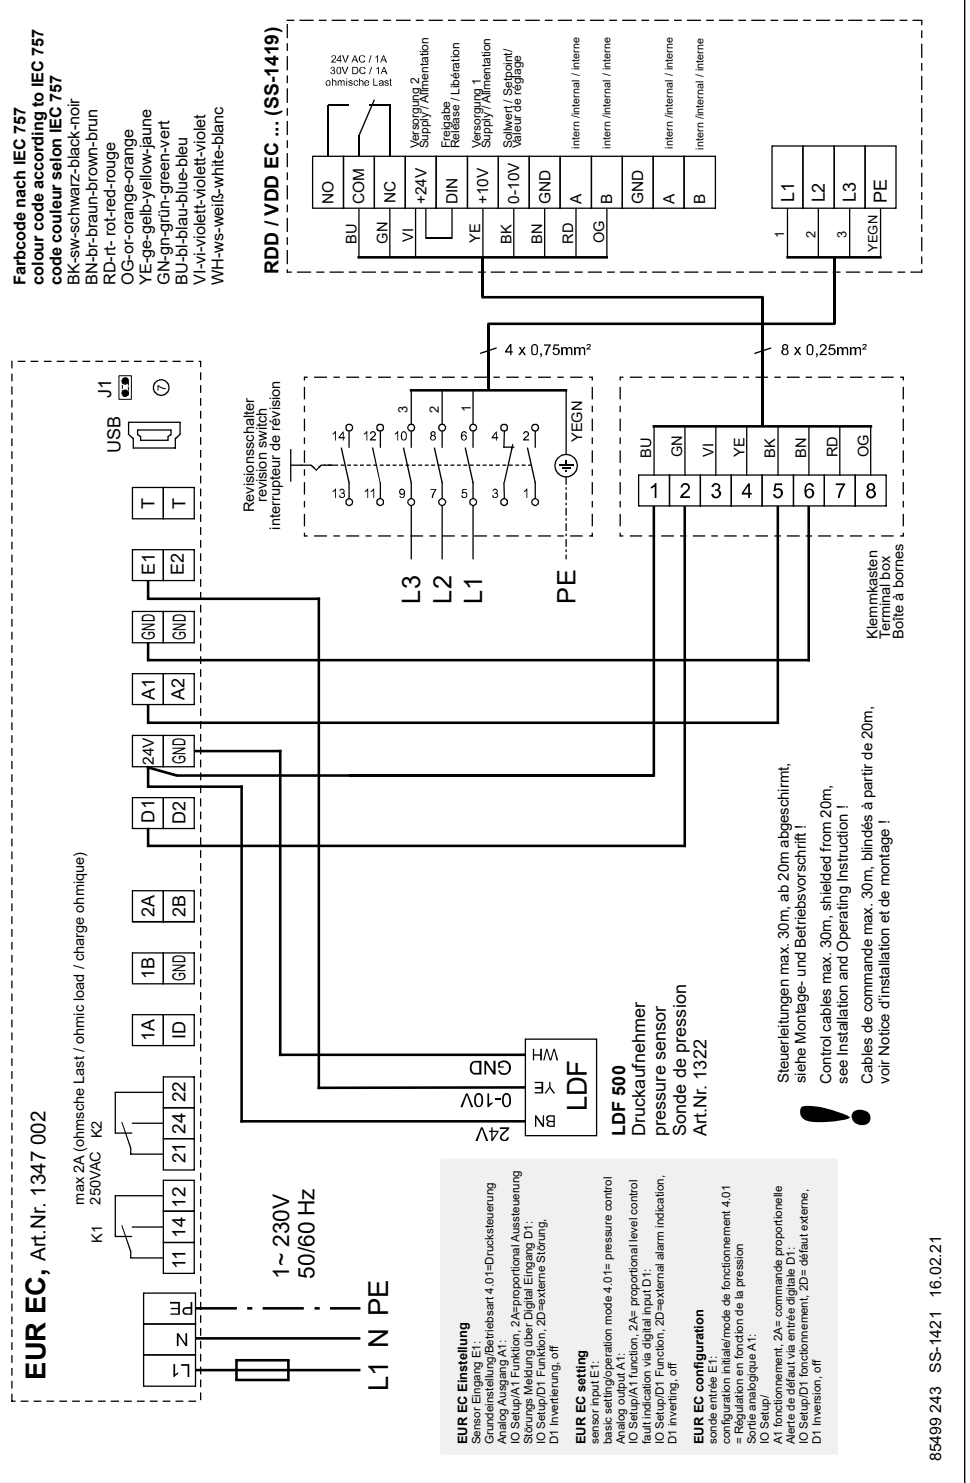 EUR EC, Art.Nr. 1347 002
max 2A (ohmsche Last / ohmic load / charge ohmique)
250VAC
K1
K2
L1
N
PE
11
14
12
21
24
22
1A
ID
1B
GND
2A
2B
D1
D2
24V
GND
A1
A2
GND
GND
E1
E2
T
T
USB
J1
7
Farbcode nach IEC 757
colour code according to IEC 757
code couleur selon IEC 757
BK-sw-schwarz-black-noir
BN-br-braun-brown-brun
RD-rt- rot-red-rouge
OG-or-orange-orange
YE-ge-gelb-yellow-jaune
GN-gn-grün-green-vert
BU-bl-blau-blue-bleu
VI-vi-violett-violett-violet
WH-ws-weiß-white-blanc
L1
N
PE
1~ 230V
50/60 Hz
24V
0-10V
GND
BN
YE
WH
LDF
LDF 500
Druckaufnehmer
pressure sensor
Sonde de pression
Art.Nr. 1322
Revisionsschalter
revision switch
interrupteur de révision
13
14
11
12
9
10
7
8
5
6
3
4
1
2
3
2
1
YEGN
L3
L2
L1
PE
4 x 0,75mm²
8 x 0,25mm²
RDD / VDD EC ... (SS-1419)
24V AC / 1A
30V DC / 1A
ohmische Last
Versorgung 2
Supply / Alimentation
Freigabe
Release / Libération
Versorgung 1
Supply / Alimentation
Sollwert / Setpoint/
Valeur de réglage
intern /internal / interne
intern /internal / interne
intern /internal / interne
intern /internal / interne
NO
COM
NC
+24V
DIN
+10V
0-10V
GND
A
B
GND
A
B
BU
GN
VI
YE
BK
BN
RD
OG
L1
L2
L3
PE
1
2
3
YEGN
BU
GN
VI
YE
BK
BN
RD
OG
1
2
3
4
5
6
7
8
Klemmkasten
Terminal box
Boîte à bornes
Steuerleitungen max. 30m, ab 20m abgeschirmt,
siehe Montage- und Betriebsvorschrift !
Control cables max. 30m, shielded from 20m,
see Installation and Operating Instruction !
Cables de commande max. 30m, blindés à partir de 20m,
voir Notice d'installation et de montage !
EUR EC Einstellung
Sensor Eingang E1:
Grundeinstellung/Betriebsart 4.01=Drucksteuerung
Analog Ausgang A1:
IO Setup/A1 Funktion, 2A=proportional Aussteuerung
Störungs Meldung über Digital Eingang D1:
IO Setup/D1 Funktion, 2D=externe Störung,
D1 Invertierung, off
EUR EC setting
sensor input E1:
basic setting/operation mode 4.01= pressure control
Analog output A1:
IO Setup/A1 function, 2A= proportional level control
fault indication via digital input D1:
IO Setup/D1 Function, 2D=external alarm indication,
D1 inverting, off
EUR EC configuration
sonde entrée E1:
configuration initiale/mode de fonctionnement 4.01
= Régulation en fonction de la pression
Sortie analogique A1:
IO Setup/
A1 fonctionnement, 2A= commande proportionelle
Alerte de défaut via entrée digitale D1:
IO Setup/D1 fonctionnement, 2D= défaut externe,
D1 Inversion, off
85499 243 SS-1421 16.02.21